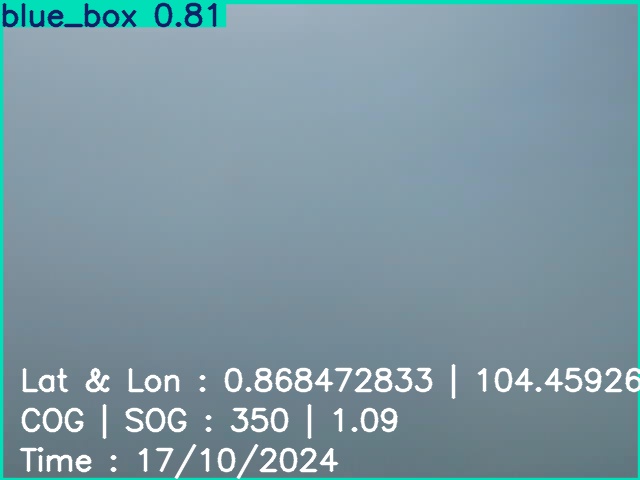 blue_box 0.81
Lat & Lon : 0.868472833 | 104.45926
COG | SOG : 350 | 1.09
Time : 17/10/2024